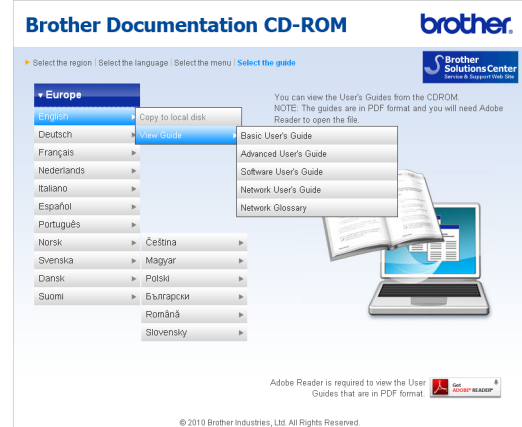 Brother Documentation CD-ROM
brother
Select the region | Select the language | Select the menu | Select the guide
Brother
Solutions Center
Service & Support Web Site
Europe
You can view the User's Guides from the CDROM.
NOTE: The guides are in PDF format and you will need Adobe
Reader to open the file.
English
Copy to local disk
Deutsch
View Guide
Basic User's Guide
Français
Advanced User's Guide
Nederlands
Software User's Guide
Italiano
Network User's Guide
Español
Network Glossary
Português
Norsk
Čeština
Svenska
Magyar
Dansk
Polski
Suomi
Български
Română
Slovensky
Adobe Reader is required to view the User
Guides that are in PDF format.
Get
ADOBE® READER®
© 2010 Brother Industries, Ltd. All Rights Reserved.